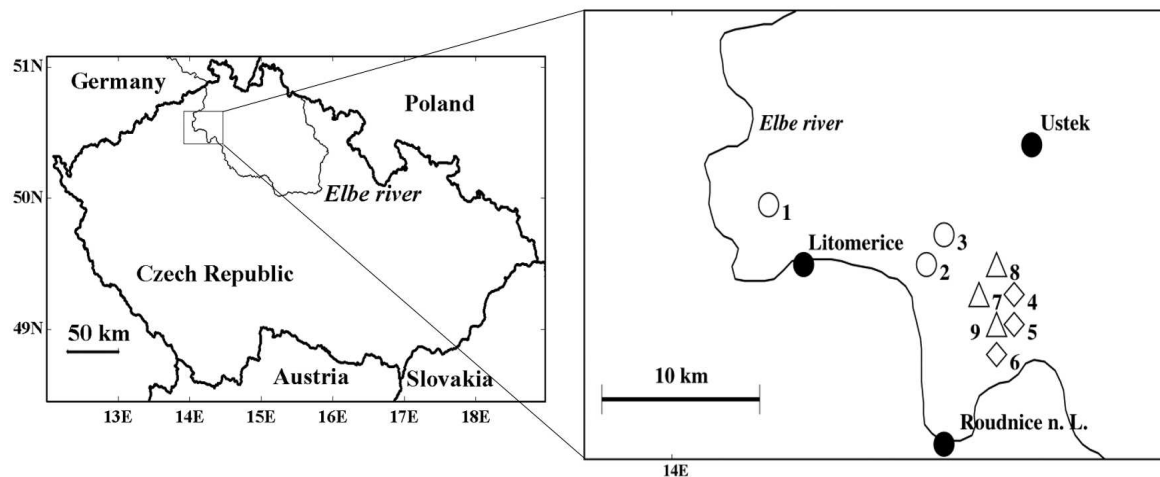 51N
Germany
Poland
50N
Elbe river
Czech Republic
49N
50 km
Austria
Slovakia
13E 14E 15E 16E 17E 18E
Elbe river
Ustek
1
3
Litomerice
2
8
7
4
9
5
6
10 km
Roudnice n. L.
14E